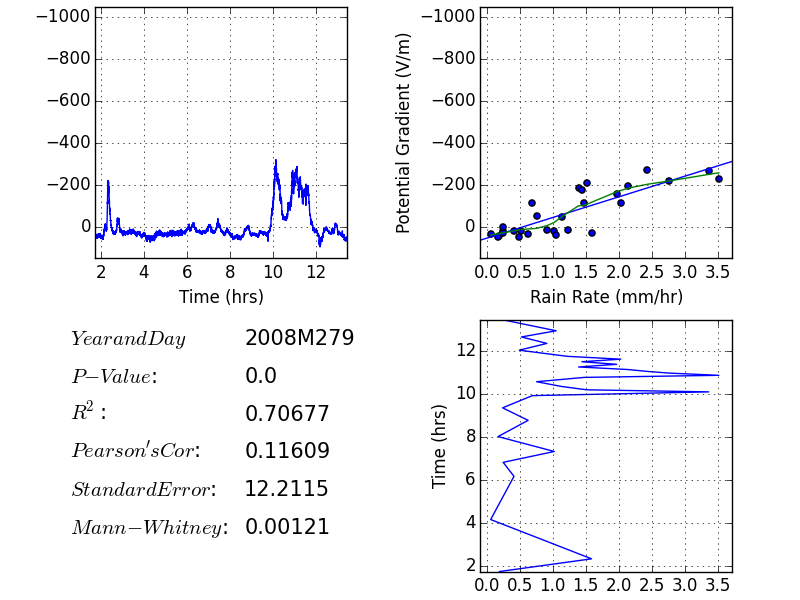 −1000
−800
−600
−400
−200
0
2 4 6 8 10 12
Time (hrs)
Potential Gradient (V/m)
−1000
−800
−600
−400
−200
0
0.0 0.5 1.0 1.5 2.0 2.5 3.0 3.5
Rain Rate (mm/hr)
YearandDay 2008M279
P−Value: 0.0
R²: 0.70677
Pearson'sCor: 0.11609
StandardError: 12.2115
Mann−Whitney: 0.00121
Time (hrs)
12
10
8
6
4
2
0.0 0.5 1.0 1.5 2.0 2.5 3.0 3.5